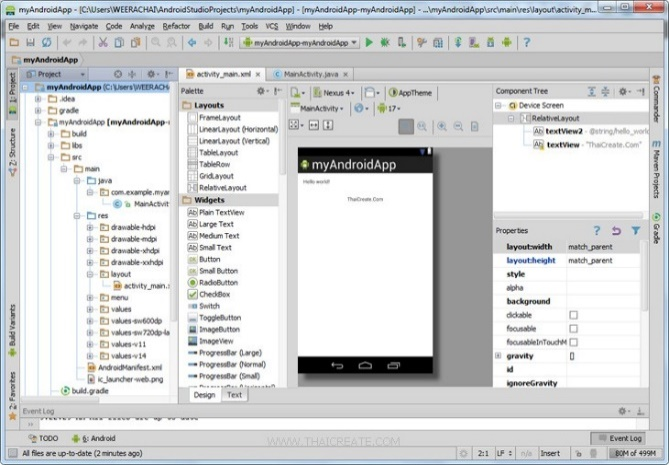 myAndroidApp - [C:\Users\WEERACHAI\AndroidStudioProjects\myAndroidApp] - [myAndroidApp-myAndroidApp] - ...\myAndroidApp\src\main\res\layout\activity_m...
File Edit View Navigate Code Analyze Refactor Build Run Tools VCS Window Help
myAndroidApp-myAndroidApp
myAndroidApp
1: Project
Z: Structure
Build Variants
2: Favorites
Project
myAndroidApp (C:\Users\WEERACHA
.idea
gradle
myAndroidApp [myAndroidApp-
build
libs
src
main
java
com.example.myan
MainActivity
res
drawable-hdpi
drawable-mdpi
drawable-xhdpi
drawable-xxhdpi
layout
activity_main.x
menu
values
values-sw600dp
values-sw720dp-la
values-v11
values-v14
AndroidManifest.xml
ic_launcher-web.png
build.gradle
activity_main.xml
MainActivity.java
Palette
Layouts
FrameLayout
LinearLayout (Horizontal)
LinearLayout (Vertical)
TableLayout
TableRow
GridLayout
RelativeLayout
Widgets
Plain TextView
Large Text
Medium Text
Small Text
Button
Small Button
RadioButton
CheckBox
Switch
ToggleButton
ImageButton
ImageView
ProgressBar (Large)
ProgressBar (Normal)
ProgressBar (Small)
Design Text
Nexus 4 AppTheme
MainActivity 17
myAndroidApp
Hello world!
ThaiCreate.Com
Component Tree
Device Screen
RelativeLayout
textView2 - @string/hello_worl
textView - "ThaiCreate.Com"
Properties
layout:width match_parent
layout:height match_parent
style
alpha
background
clickable
focusable
focusableInTouchM
gravity []
id
ignoreGravity
Commander
Maven Projects
Gradle
Event Log
TODO 6: Android
Event Log
WWW.THAICREATE.COM
All files are up-to-date (2 minutes ago)
2:1 LF n/a Insert 80M of 499M